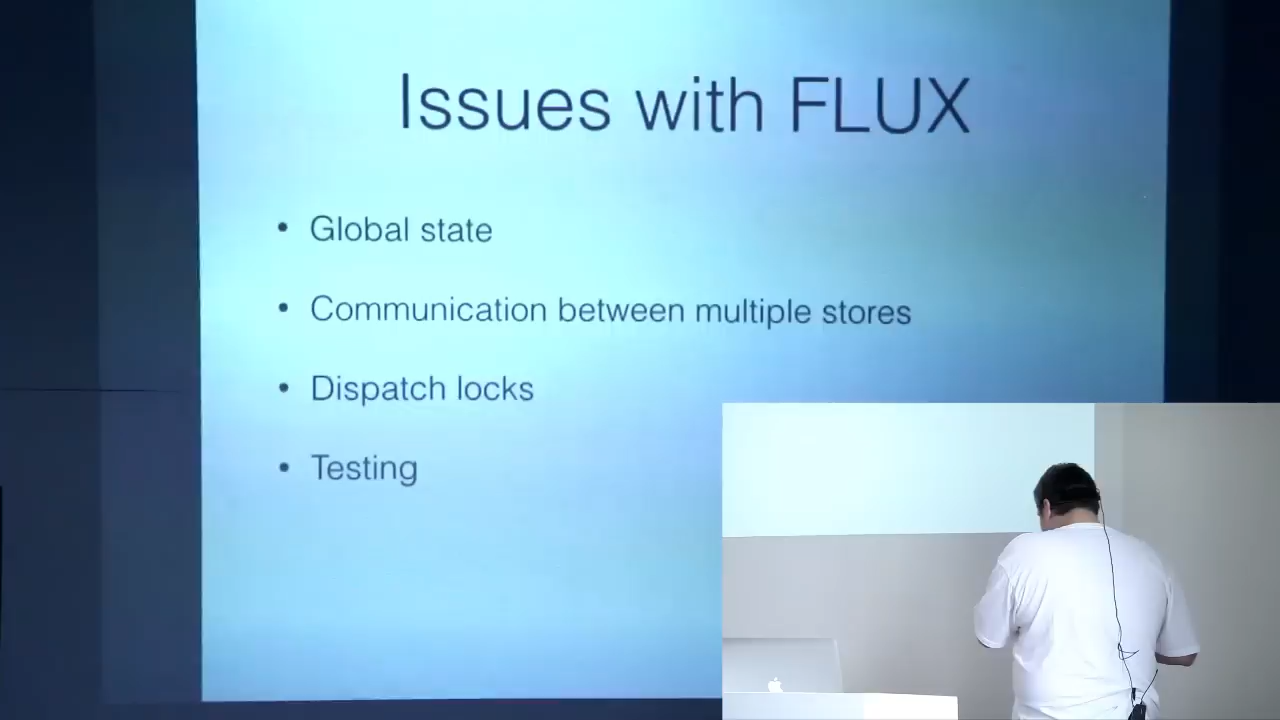 Issues with FLUX
• Global state
• Communication between multiple stores
• Dispatch locks
• Testing